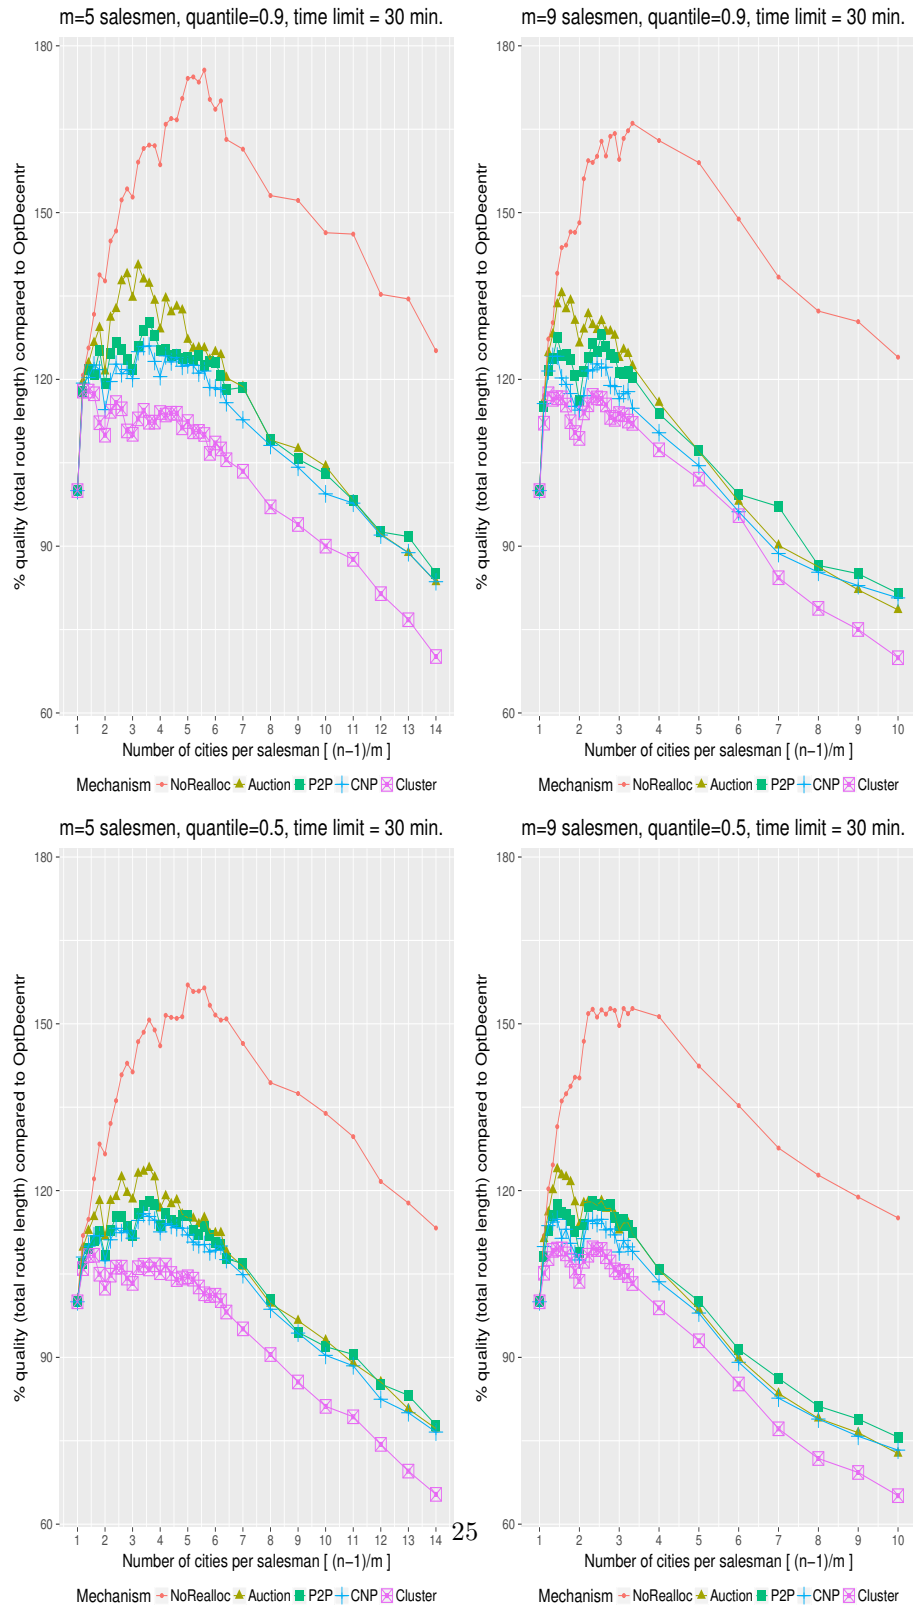 m=5 salesmen, quantile=0.9, time limit = 30 min.
180
150
120
90
60
% quality (total route length) compared to OptDecentr
1 2 3 4 5 6 7 8 9 10 11 12 13 14
Number of cities per salesman [ (n−1)/m ]
Mechanism NoRealloc Auction P2P CNP Cluster
m=9 salesmen, quantile=0.9, time limit = 30 min.
180
150
120
90
60
% quality (total route length) compared to OptDecentr
1 2 3 4 5 6 7 8 9 10
Number of cities per salesman [ (n−1)/m ]
Mechanism NoRealloc Auction P2P CNP Cluster
m=5 salesmen, quantile=0.5, time limit = 30 min.
180
150
120
90
60
% quality (total route length) compared to OptDecentr
1 2 3 4 5 6 7 8 9 10 11 12 13 14
Number of cities per salesman [ (n−1)/m ]
Mechanism NoRealloc Auction P2P CNP Cluster
m=9 salesmen, quantile=0.5, time limit = 30 min.
180
150
120
90
60
% quality (total route length) compared to OptDecentr
1 2 3 4 5 6 7 8 9 10
Number of cities per salesman [ (n−1)/m ]
Mechanism NoRealloc Auction P2P CNP Cluster
25